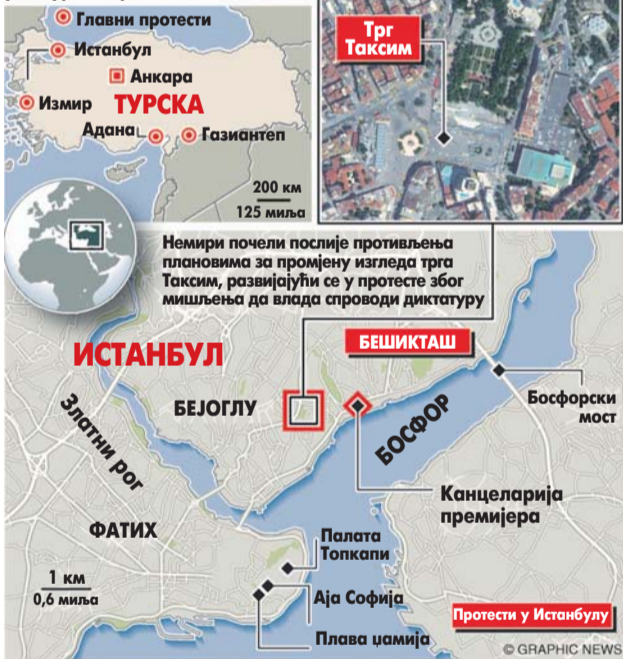 Главни протести
Истанбул
Анкара
Измир
ТУРСКА
Адана
Газиантеп
200 км
125 миља
Трг
Таксим
Немири почели послије противљења
плановима за промјену изгледа трга
Таксим, развијајући се у протесте због
мишљења да влада спроводи диктатуру
ИСТАНБУЛ
БЕШИКТАШ
Златни рог
БЕЈОГЛУ
БОСФОР
Босфорски
мост
Канцеларија
премијера
ФАТИХ
Палата
Топкапи
1 км
0,6 миља
Аја Софија
Плава џамија
Протести у Истанбулу
© GRAPHIC NEWS